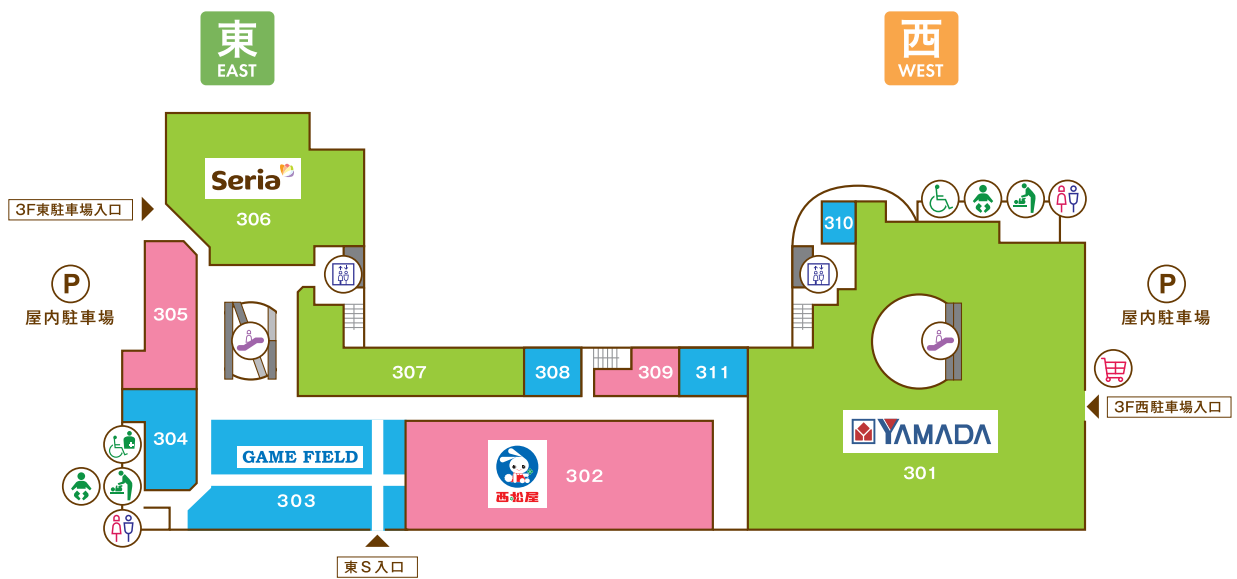 東
EAST
西
WEST
Seria
306
3F東駐車場入口
310
P
屋内駐車場
P
屋内駐車場
305
307
308
309
311
3F西駐車場入口
304
GAME FIELD
303
西松屋
302
YAMADA
301
東S入口